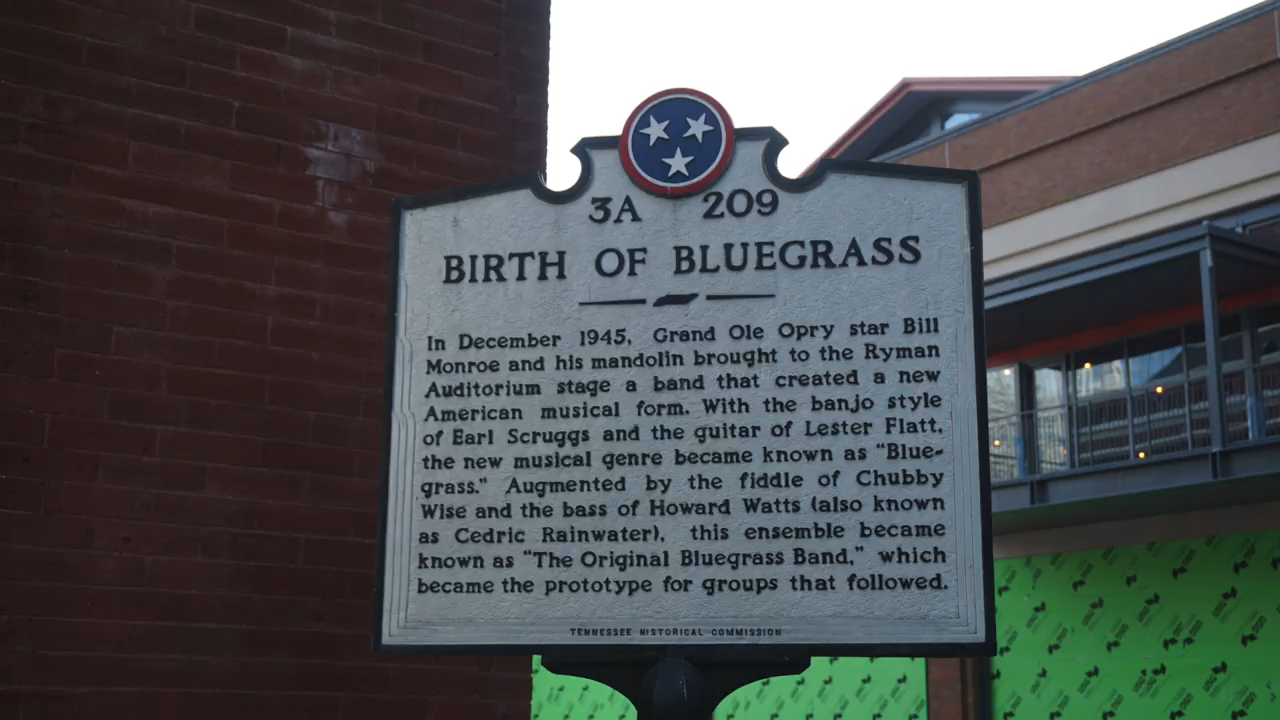 3A 209
BIRTH OF BLUEGRASS
In December 1945, Grand Ole Opry star Bill
Monroe and his mandolin brought to the Ryman
Auditorium stage a band that created a new
American musical form. With the banjo style
of Earl Scruggs and the guitar of Lester Flatt,
the new musical genre became known as "Blue-
grass." Augmented by the fiddle of Chubby
Wise and the bass of Howard Watts (also known
as Cedric Rainwater), this ensemble became
known as "The Original Bluegrass Band," which
became the prototype for groups that followed.
TENNESSEE HISTORICAL COMMISSION